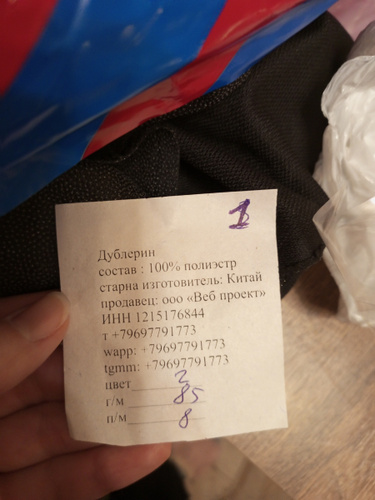 1
Дублерин
состав : 100% полиэстр
старна изготовитель: Китай
продавец: ооо «Веб проект»
ИНН 1215176844
т +79697791773
wapp: +79697791773
tgmm: +79697791773
цвет 2
г/м 85
п/м 8